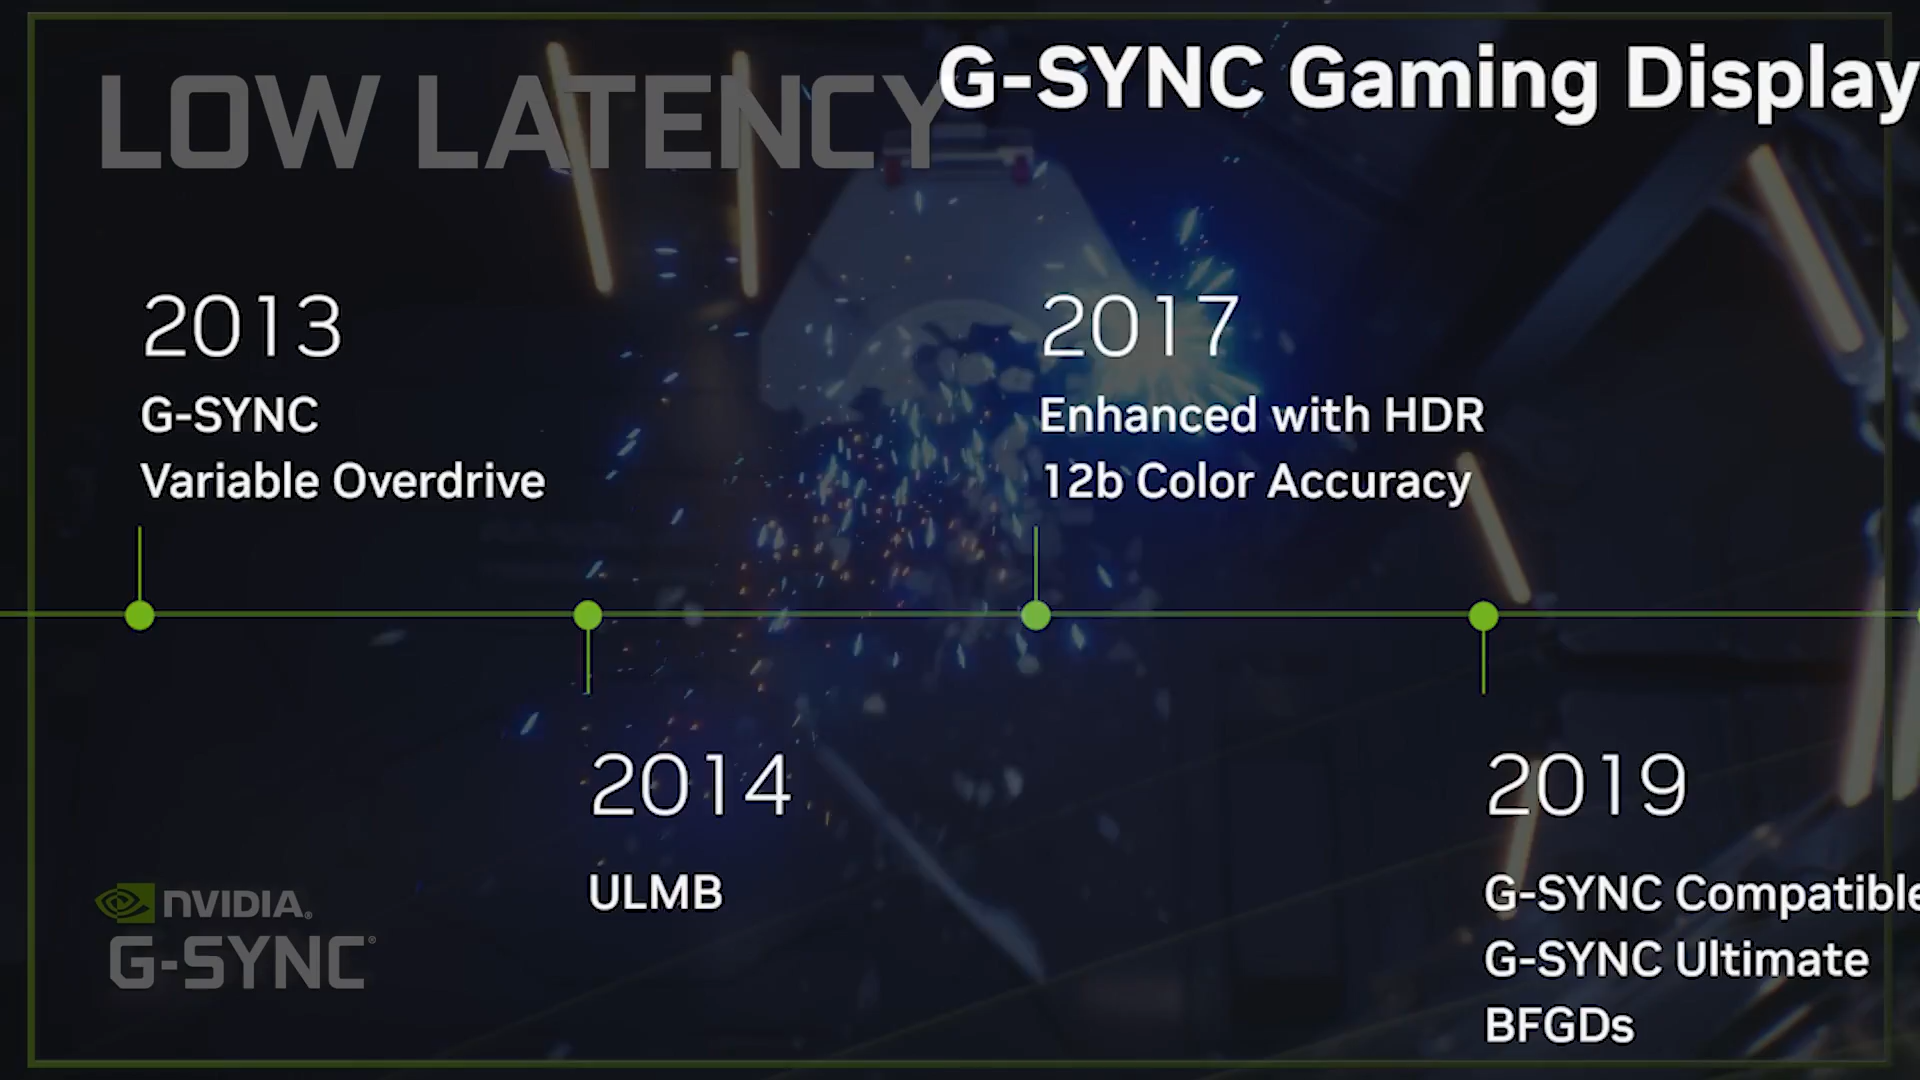 LOW LATENCY
G-SYNC Gaming Display
2013
G-SYNC
Variable Overdrive
2017
Enhanced with HDR
12b Color Accuracy
2014
ULMB
2019
G-SYNC Compatible
G-SYNC Ultimate
BFGDs
NVIDIA.
G-SYNC